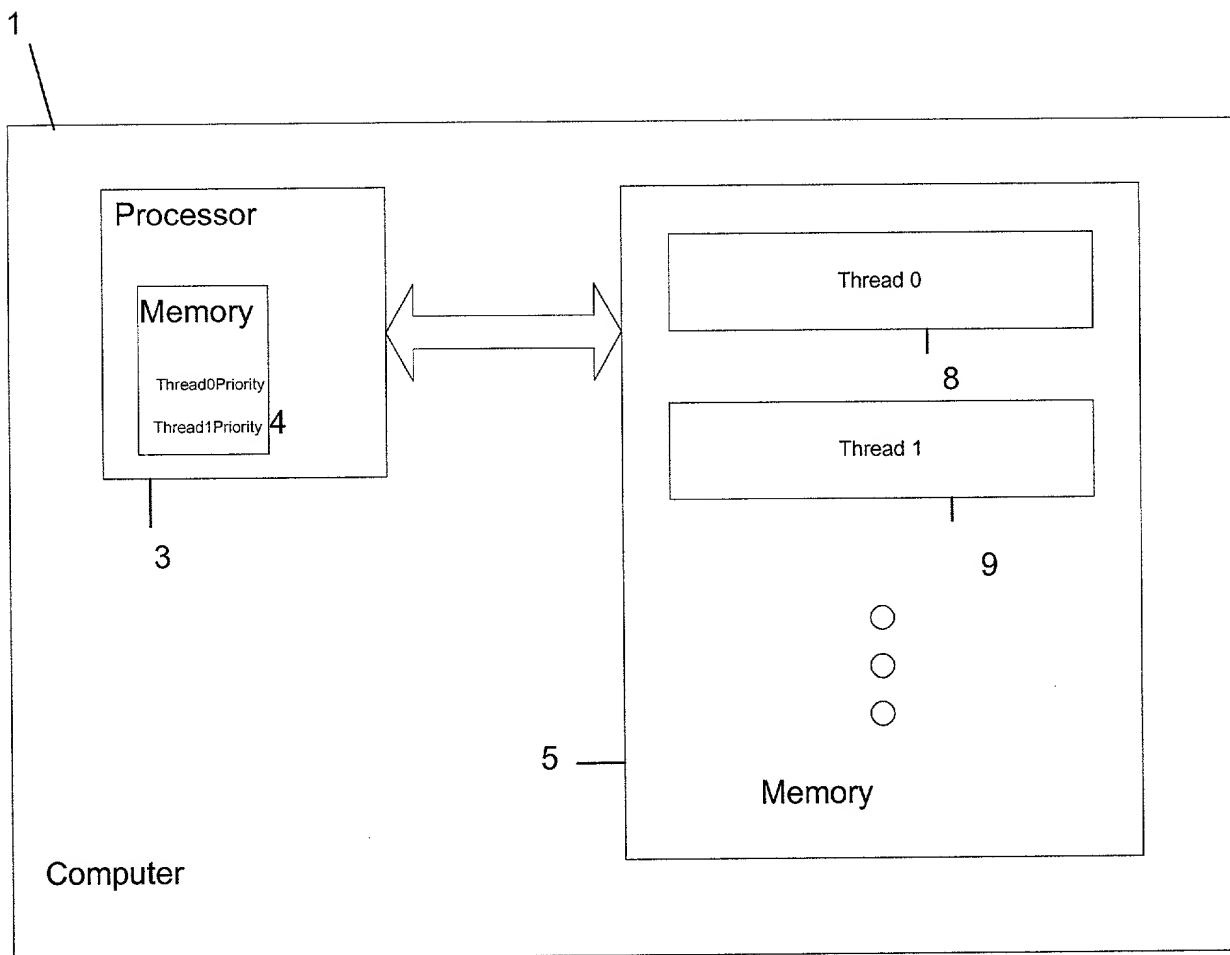 1
Processor
Memory
Thread0Priority
Thread1Priority 4
3
Thread 0
8
Thread 1
9
5
Memory
Computer